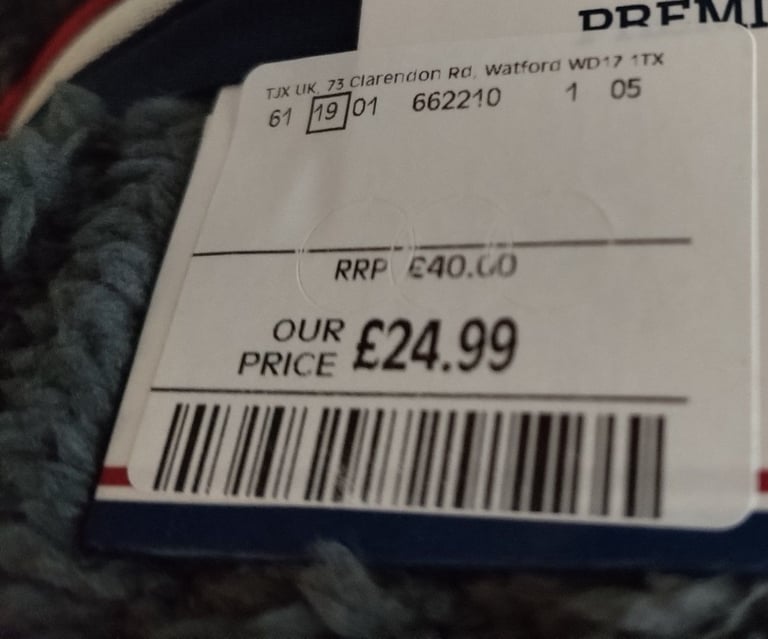 PREMI
TJX UK, 73 Clarendon Rd, Watford WD17 1TX
61 19 01 662210 1 05
RRP £40.00
OUR PRICE £24.99